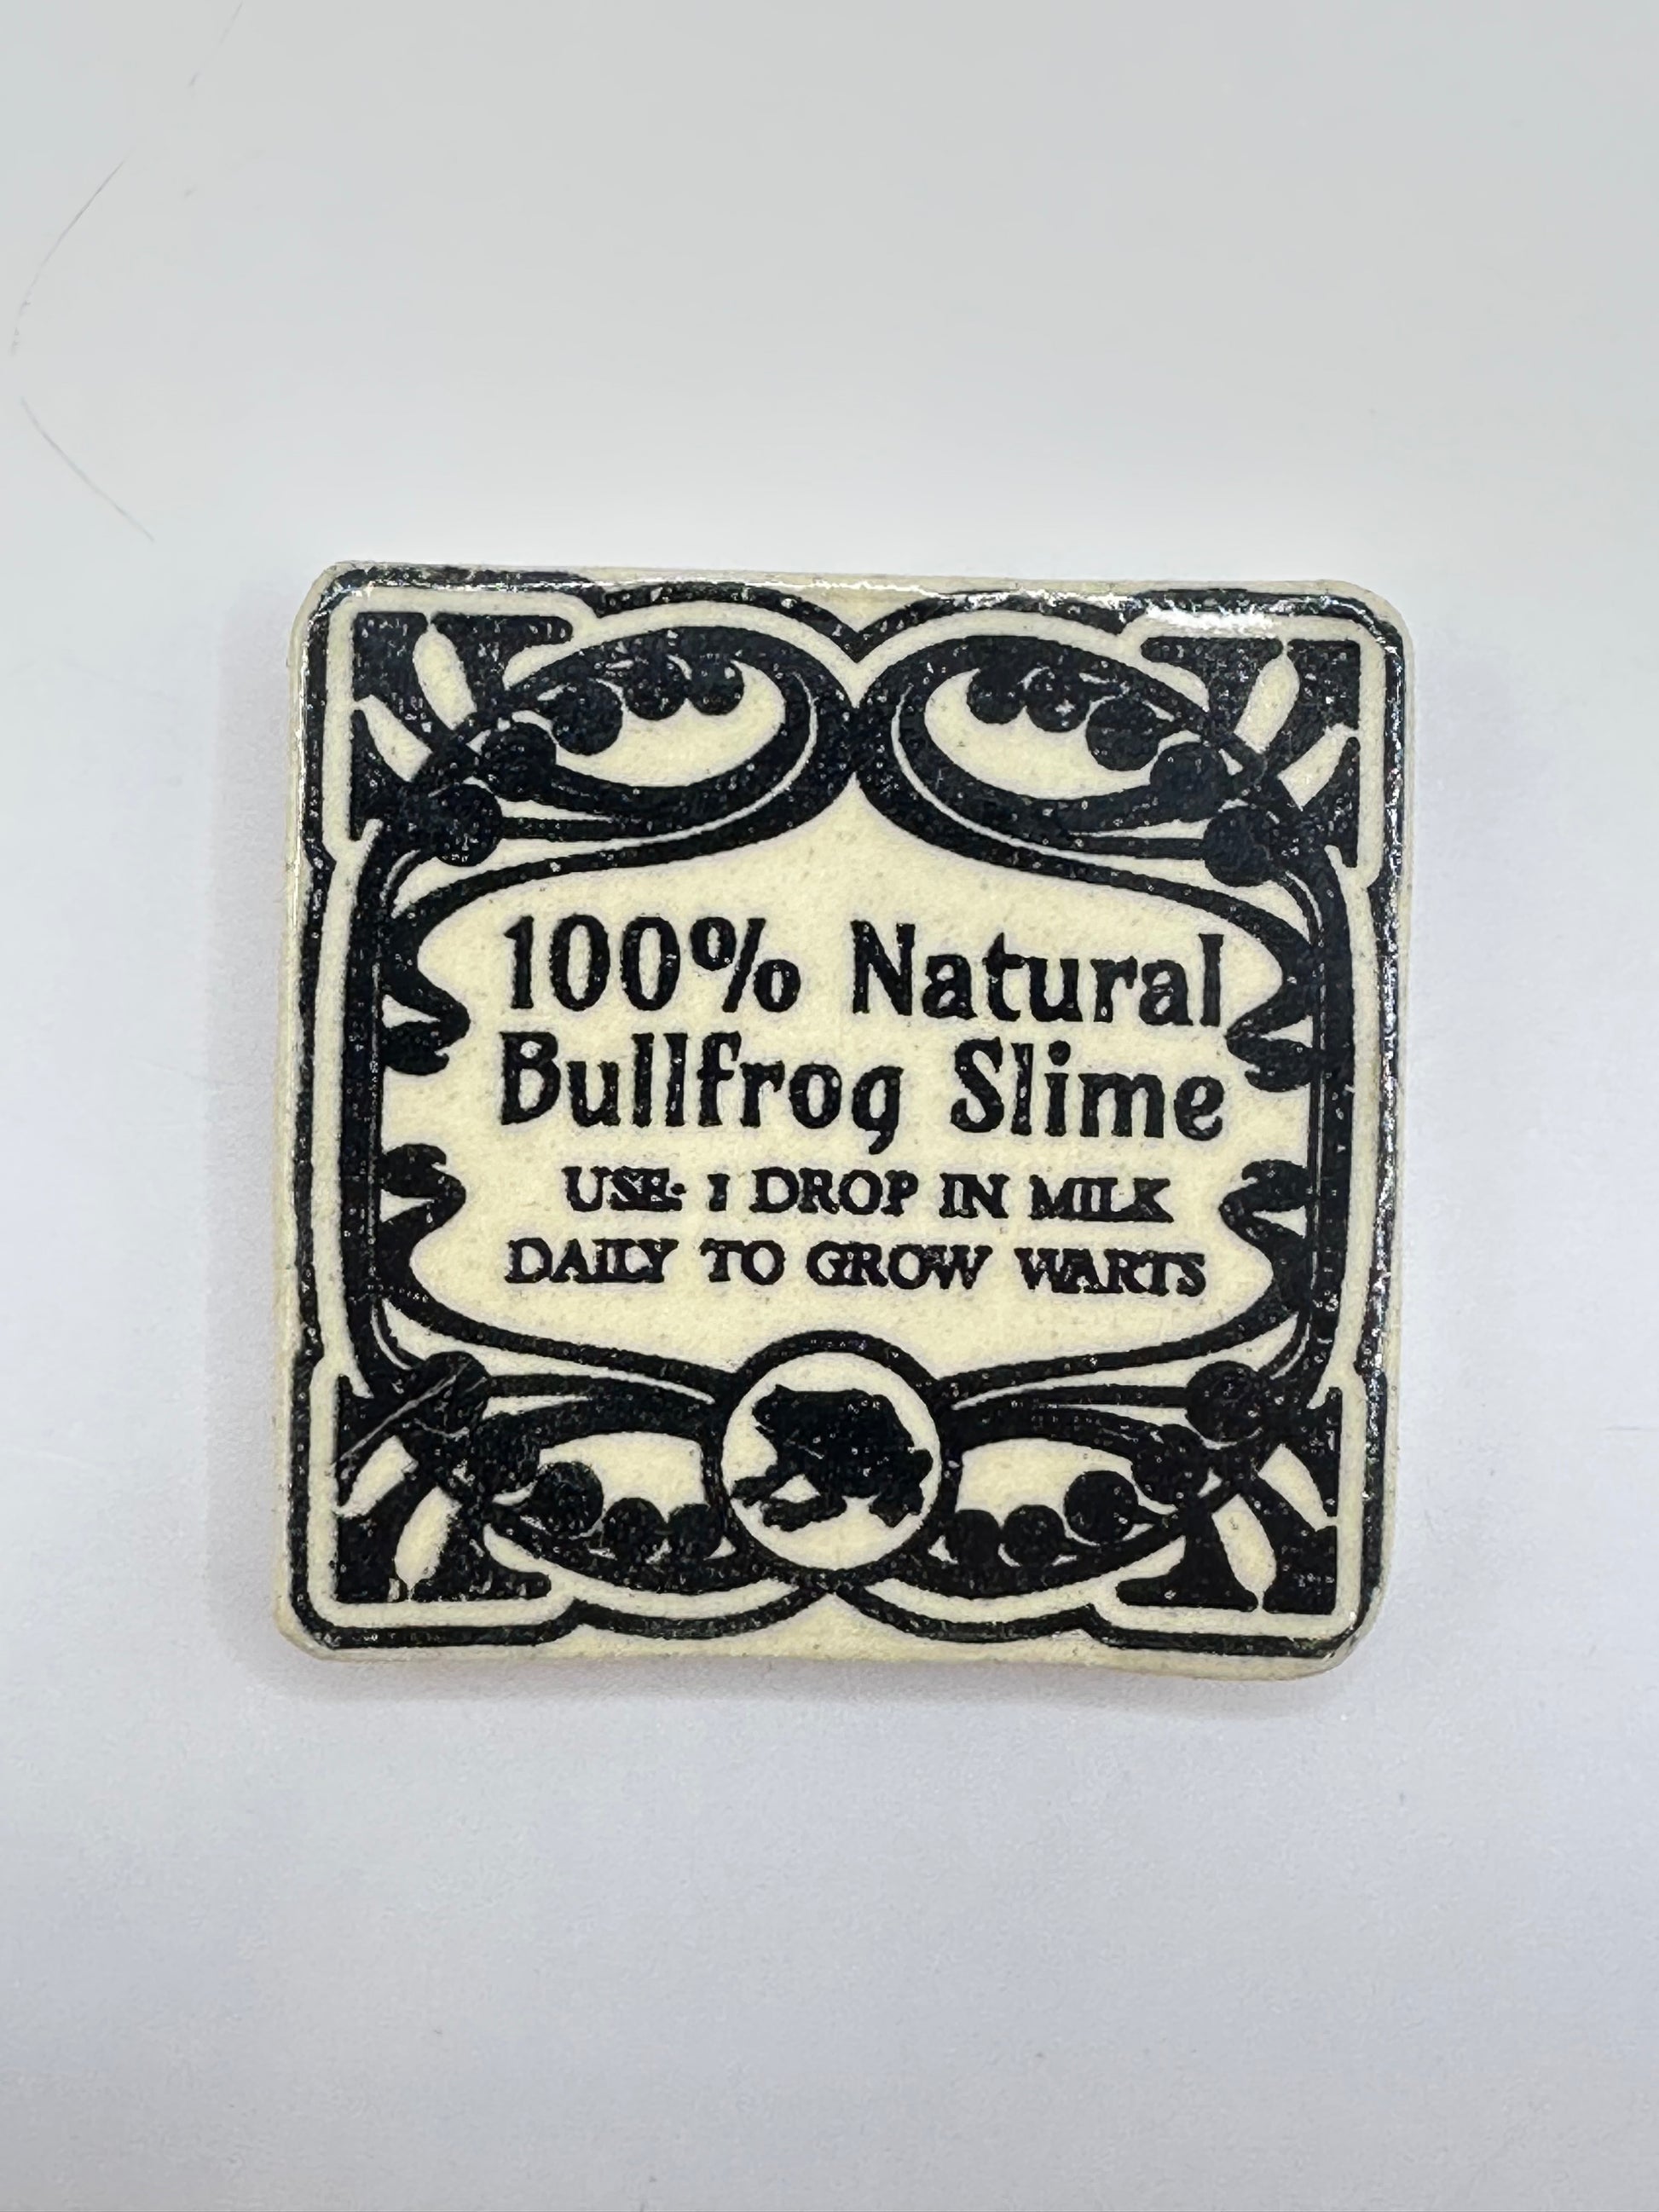 100% Natural
Bullfrog Slime
USE: 1 DROP IN MILK
DAILY TO GROW WARTS